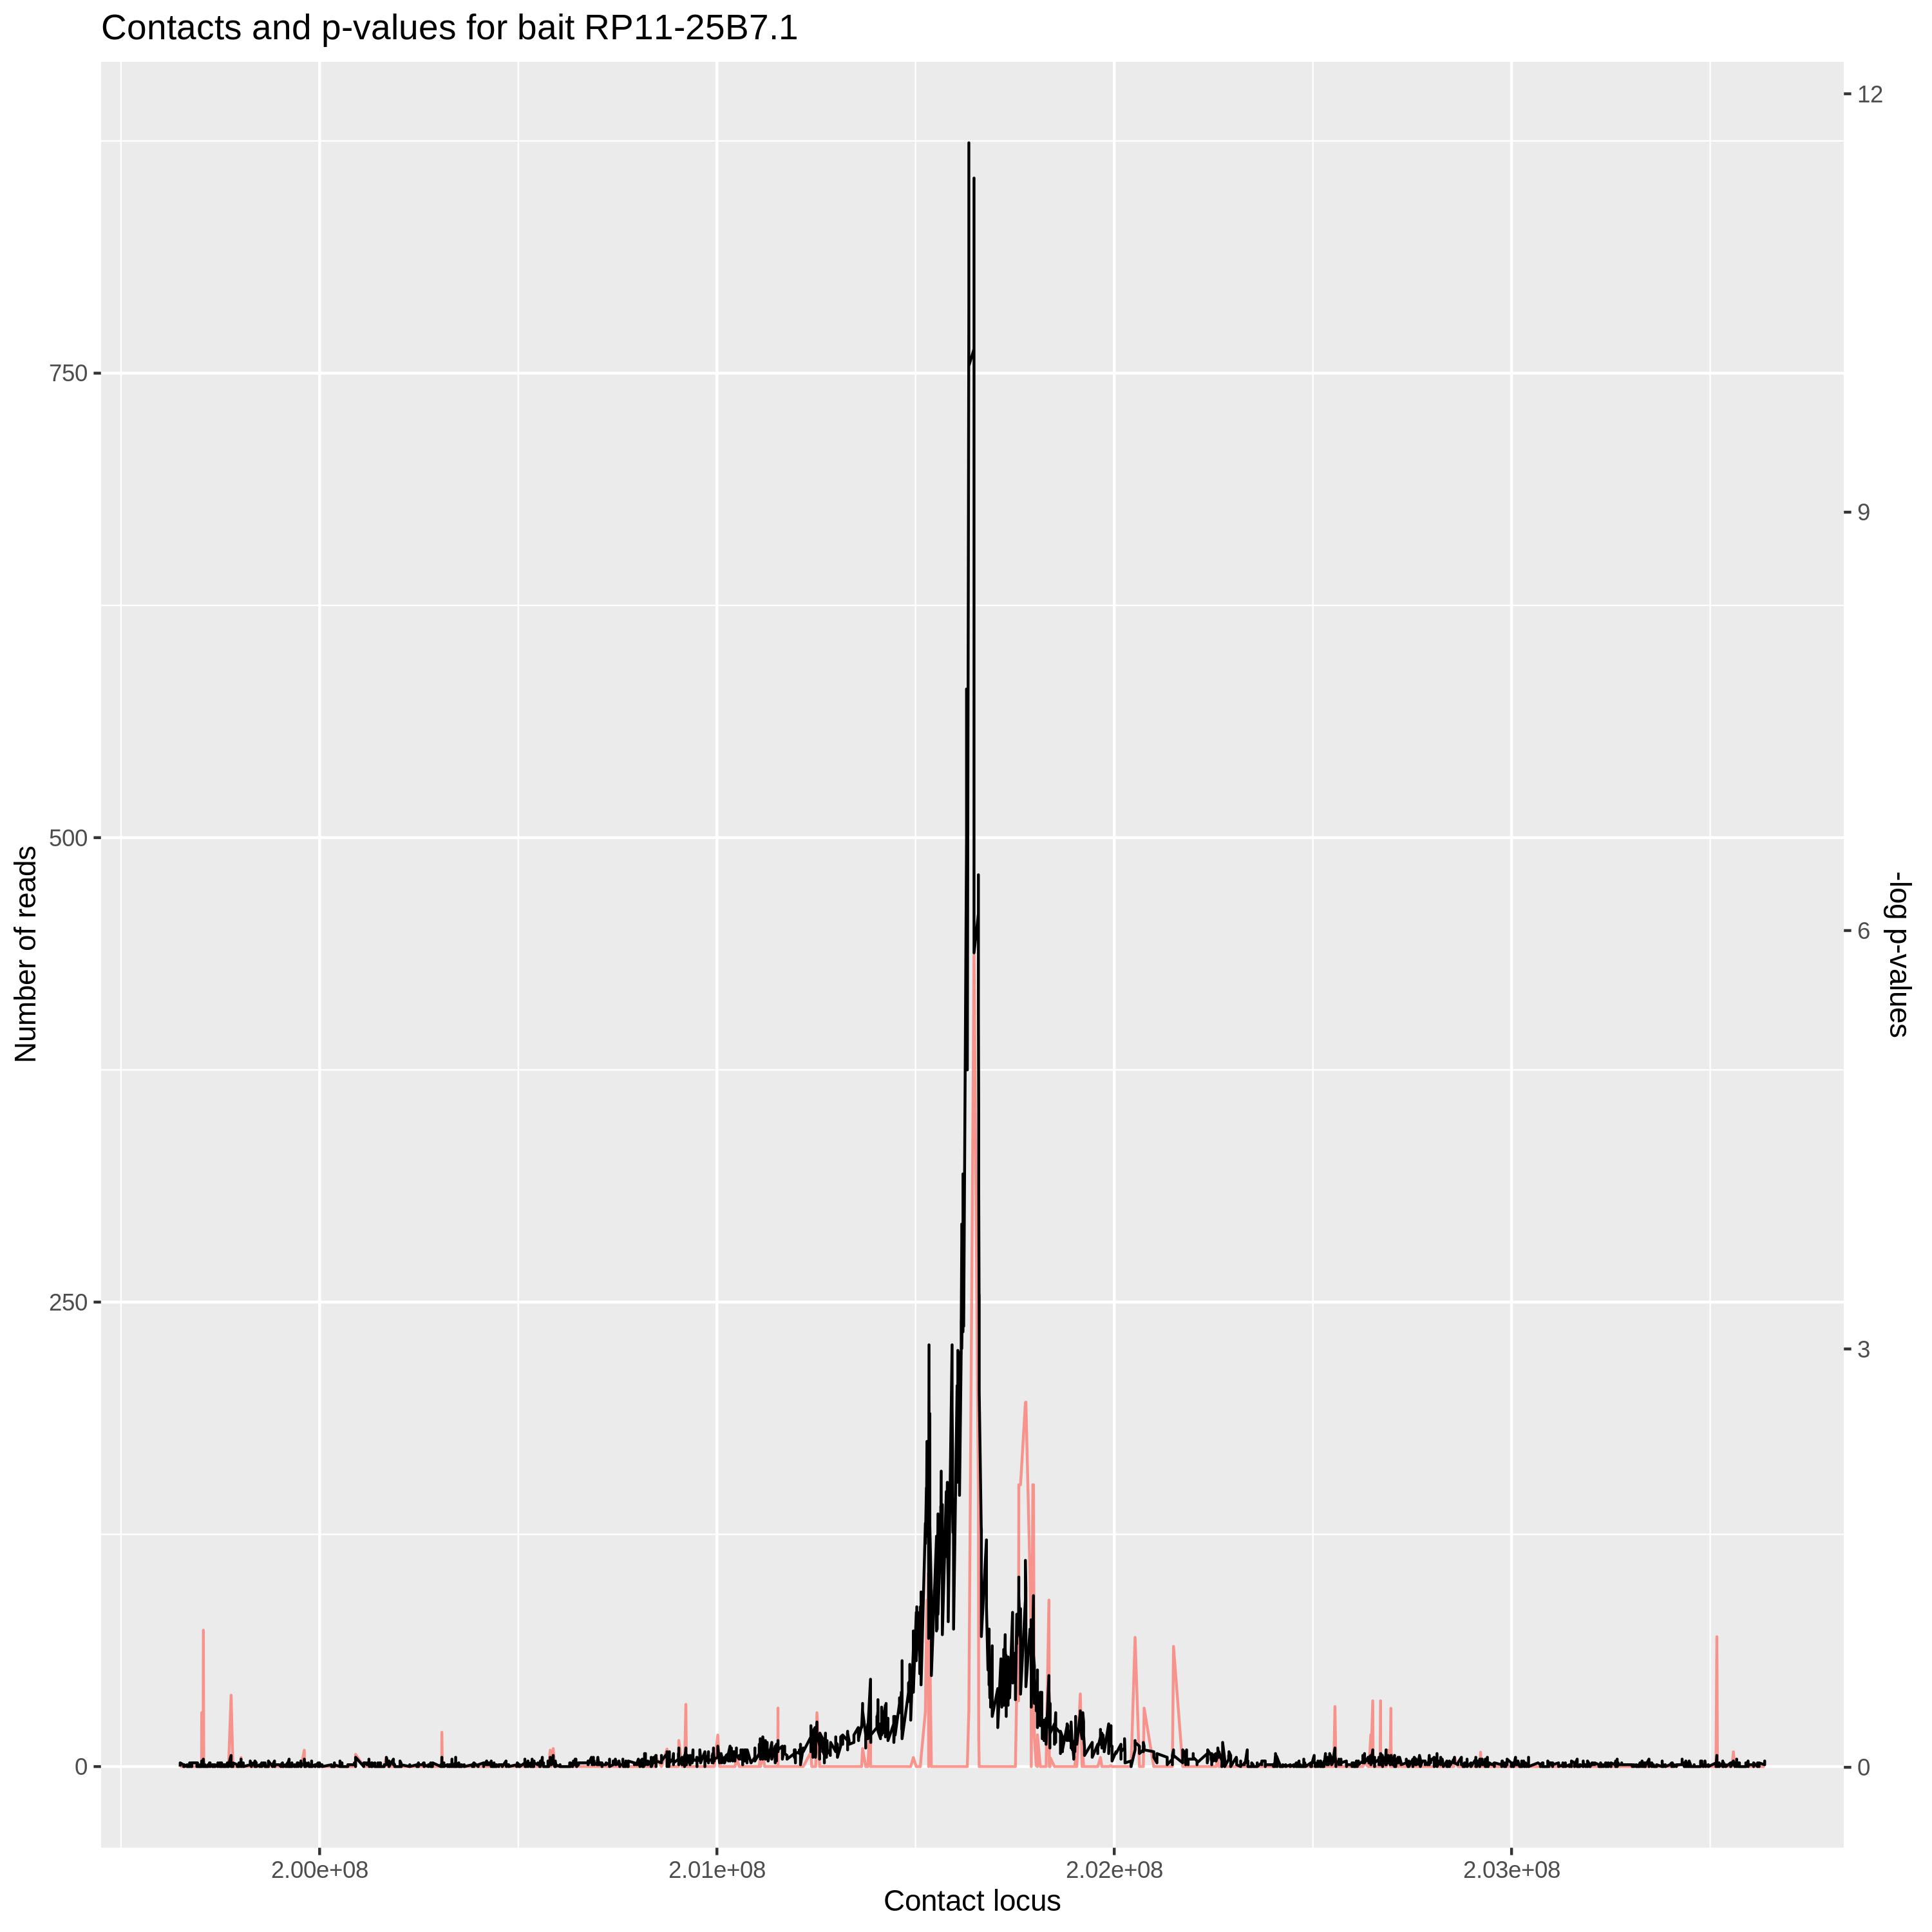 Contacts and p-values for bait RP11-25B7.1
Number of reads
750
500
250
0
12
9
6
3
0
-log p-values
2.00e+08
2.01e+08
2.02e+08
2.03e+08
Contact locus